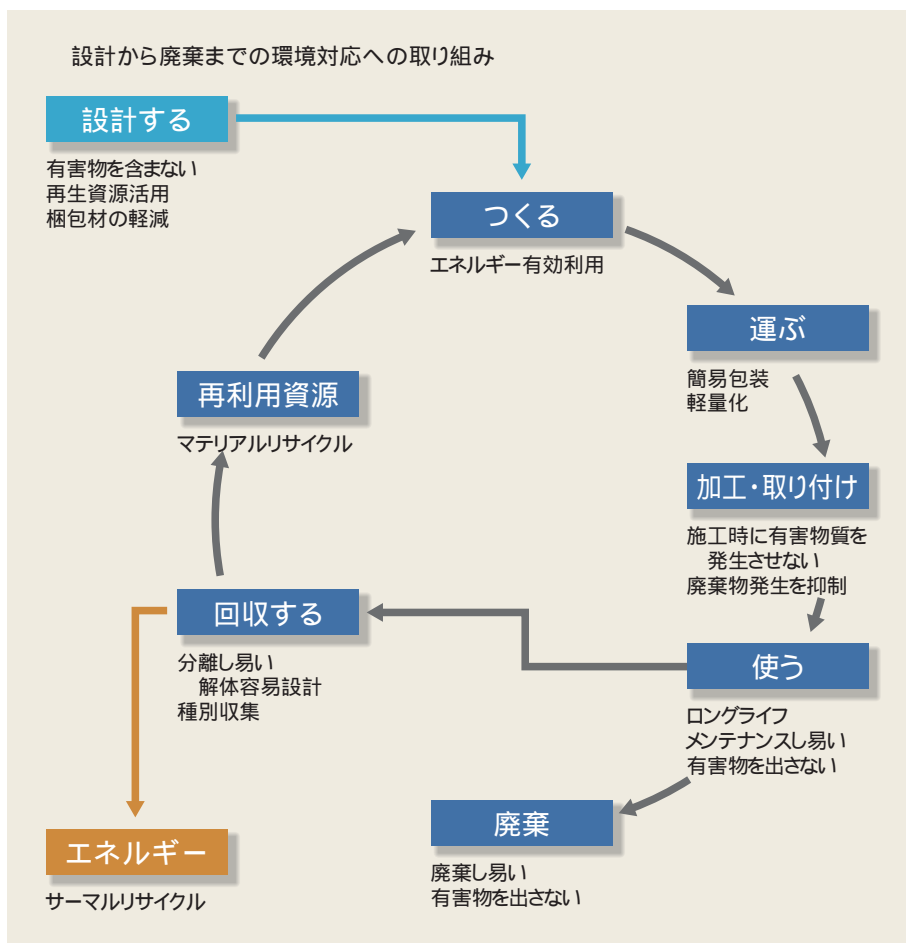 設計から廃棄までの環境対応への取り組み
設計する
有害物を含まない
再生資源活用
梱包材の軽減
つくる
エネルギー有効利用
運ぶ
簡易包装
軽量化
加工・取り付け
施工時に有害物質を
発生させない
廃棄物発生を抑制
使う
ロングライフ
メンテナンスし易い
有害物を出さない
廃棄
廃棄し易い
有害物を出さない
回収する
分離し易い
解体容易設計
種別収集
再利用資源
マテリアルリサイクル
エネルギー
サーマルリサイクル